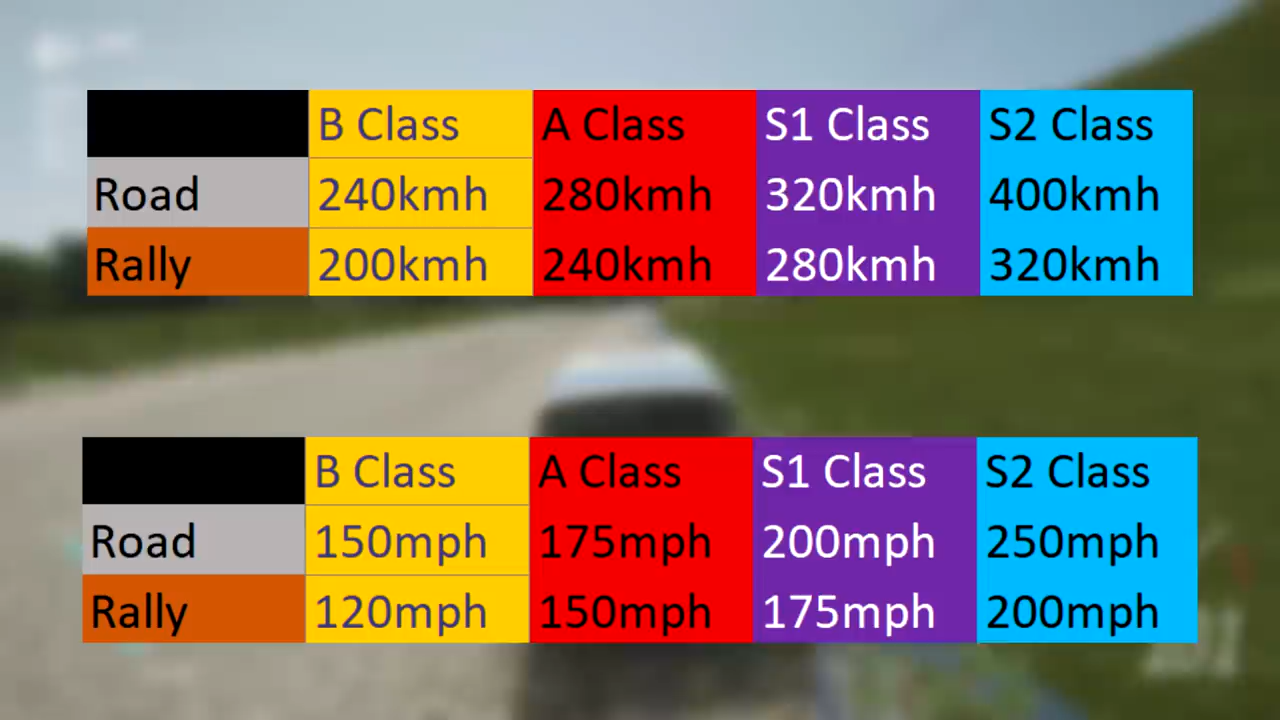 B Class A Class S1 Class S2 Class
Road 240kmh 280kmh 320kmh 400kmh
Rally 200kmh 240kmh 280kmh 320kmh
B Class A Class S1 Class S2 Class
Road 150mph 175mph 200mph 250mph
Rally 120mph 150mph 175mph 200mph